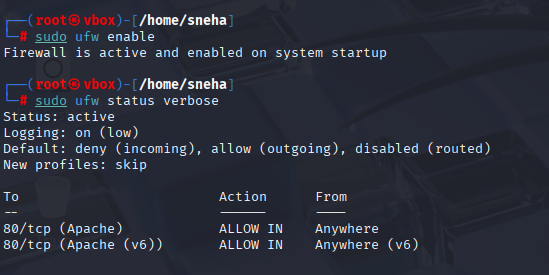 ┌──(root㉿vbox)-[/home/sneha]
└─# sudo ufw enable
Firewall is active and enabled on system startup
┌──(root㉿vbox)-[/home/sneha]
└─# sudo ufw status verbose
Status: active
Logging: on (low)
Default: deny (incoming), allow (outgoing), disabled (routed)
New profiles: skip
To                         Action      From
--                         ------      ----
80/tcp (Apache)            ALLOW IN    Anywhere
80/tcp (Apache (v6))       ALLOW IN    Anywhere (v6)